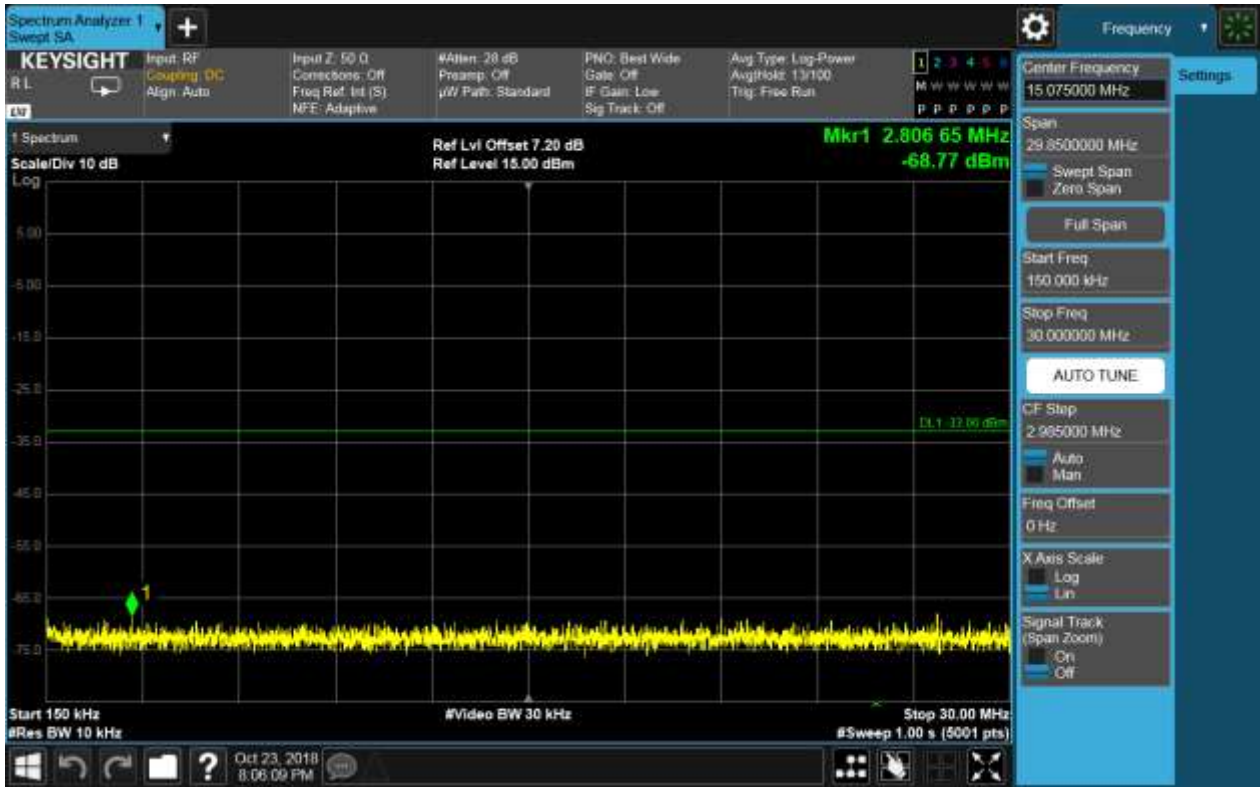 Spectrum Analyzer 1
Swept SA
Frequency
KEYSIGHT
R L
Input: RF
Coupling: DC
Align: Auto
Input Z: 50 Ω
Corrections: Off
Freq Ref: Int (S)
NFE: Adaptive
#Atten: 28 dB
Preamp: Off
µW Path: Standard
PNO: Best Wide
Gate: Off
IF Gain: Low
Sig Track: Off
Avg Type: Log-Power
Avg|Hold: 13/100
Trig: Free Run
1 2 3 4 5 6
M W W W W W
P P P P P P
Center Frequency
15.075000 MHz
Settings
Span
29.8500000 MHz
Swept Span
Zero Span
Full Span
Start Freq
150.000 kHz
Stop Freq
30.000000 MHz
AUTO TUNE
CF Step
2.985000 MHz
Auto
Man
Freq Offset
0 Hz
X Axis Scale
Log
Lin
Signal Track
(Span Zoom)
On
Off
1 Spectrum
Scale/Div 10 dB
Log
Ref Lvl Offset 7.20 dB
Ref Level 15.00 dBm
Mkr1 2.806 65 MHz
-68.77 dBm
5.00
-5.00
-15.0
-25.0
DL1 -33.00 dBm
-35.0
-45.0
-55.0
-65.0
1
-75.0
Start 150 kHz
#Video BW 30 kHz
Stop 30.00 MHz
#Res BW 10 kHz
#Sweep 1.00 s (5001 pts)
?
Oct 23, 2018
8:06:09 PM